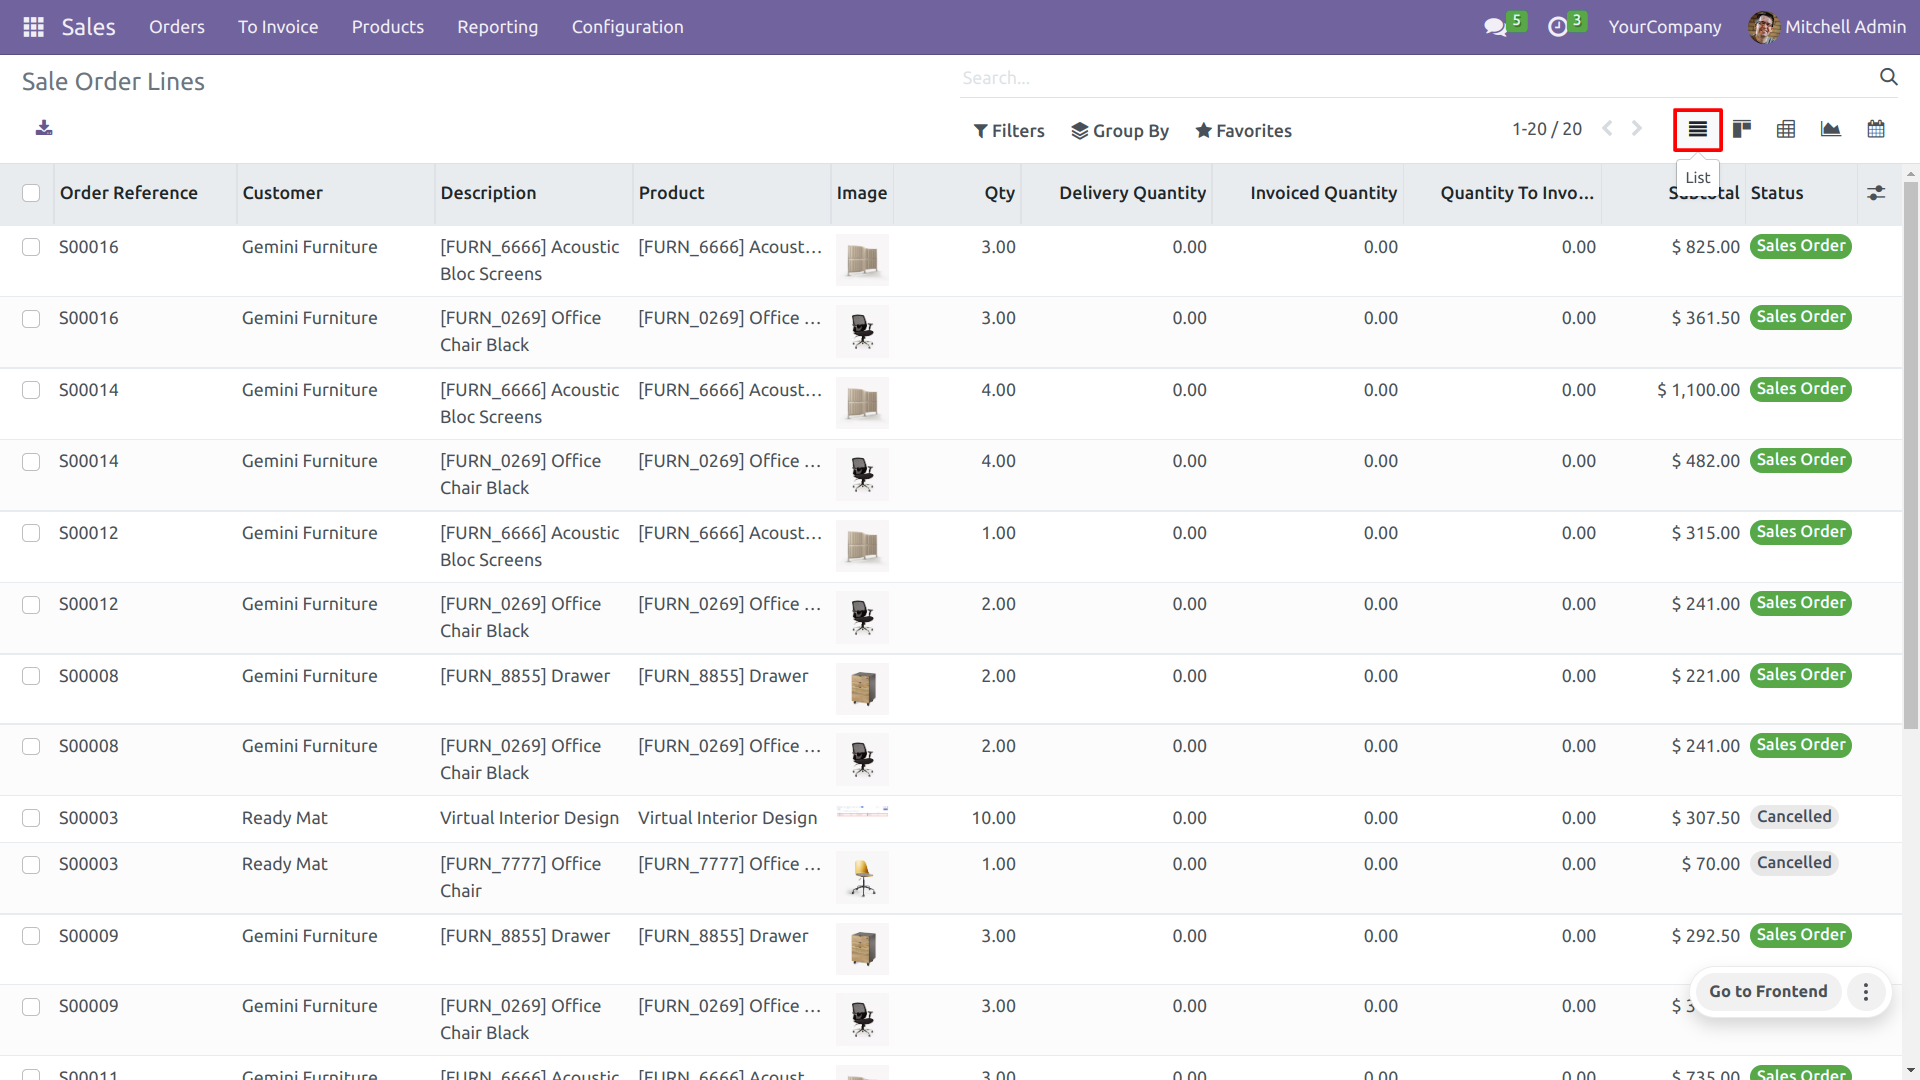 Sales Orders To Invoice Products Reporting Configuration 5 3 YourCompany Mitchell Admin
Sale Order Lines
Search...
Filters Group By Favorites 1-20 / 20
List
Order Reference Customer Description Product Image Qty Delivery Quantity Invoiced Quantity Quantity To Invo... Subtotal Status
S00016 Gemini Furniture [FURN_6666] Acoustic [FURN_6666] Acoust... 3.00 0.00 0.00 0.00 $ 825.00 Sales Order
Bloc Screens
S00016 Gemini Furniture [FURN_0269] Office [FURN_0269] Office ... 3.00 0.00 0.00 0.00 $ 361.50 Sales Order
Chair Black
S00014 Gemini Furniture [FURN_6666] Acoustic [FURN_6666] Acoust... 4.00 0.00 0.00 0.00 $ 1,100.00 Sales Order
Bloc Screens
S00014 Gemini Furniture [FURN_0269] Office [FURN_0269] Office ... 4.00 0.00 0.00 0.00 $ 482.00 Sales Order
Chair Black
S00012 Gemini Furniture [FURN_6666] Acoustic [FURN_6666] Acoust... 1.00 0.00 0.00 0.00 $ 315.00 Sales Order
Bloc Screens
S00012 Gemini Furniture [FURN_0269] Office [FURN_0269] Office ... 2.00 0.00 0.00 0.00 $ 241.00 Sales Order
Chair Black
S00008 Gemini Furniture [FURN_8855] Drawer [FURN_8855] Drawer 2.00 0.00 0.00 0.00 $ 221.00 Sales Order
S00008 Gemini Furniture [FURN_0269] Office [FURN_0269] Office ... 2.00 0.00 0.00 0.00 $ 241.00 Sales Order
Chair Black
S00003 Ready Mat Virtual Interior Design Virtual Interior Design 10.00 0.00 0.00 0.00 $ 307.50 Cancelled
S00003 Ready Mat [FURN_7777] Office [FURN_7777] Office ... 1.00 0.00 0.00 0.00 $ 70.00 Cancelled
Chair
S00009 Gemini Furniture [FURN_8855] Drawer [FURN_8855] Drawer 3.00 0.00 0.00 0.00 $ 292.50 Sales Order
Go to Frontend
S00009 Gemini Furniture [FURN_0269] Office [FURN_0269] Office ... 3.00 0.00 0.00 0.00 $ 3
Chair Black
S00011 Gemini Furniture [FURN_6666] Acoustic [FURN_6666] Acoust... 3.00 0.00 0.00 0.00 $ 735.00 Sales Order